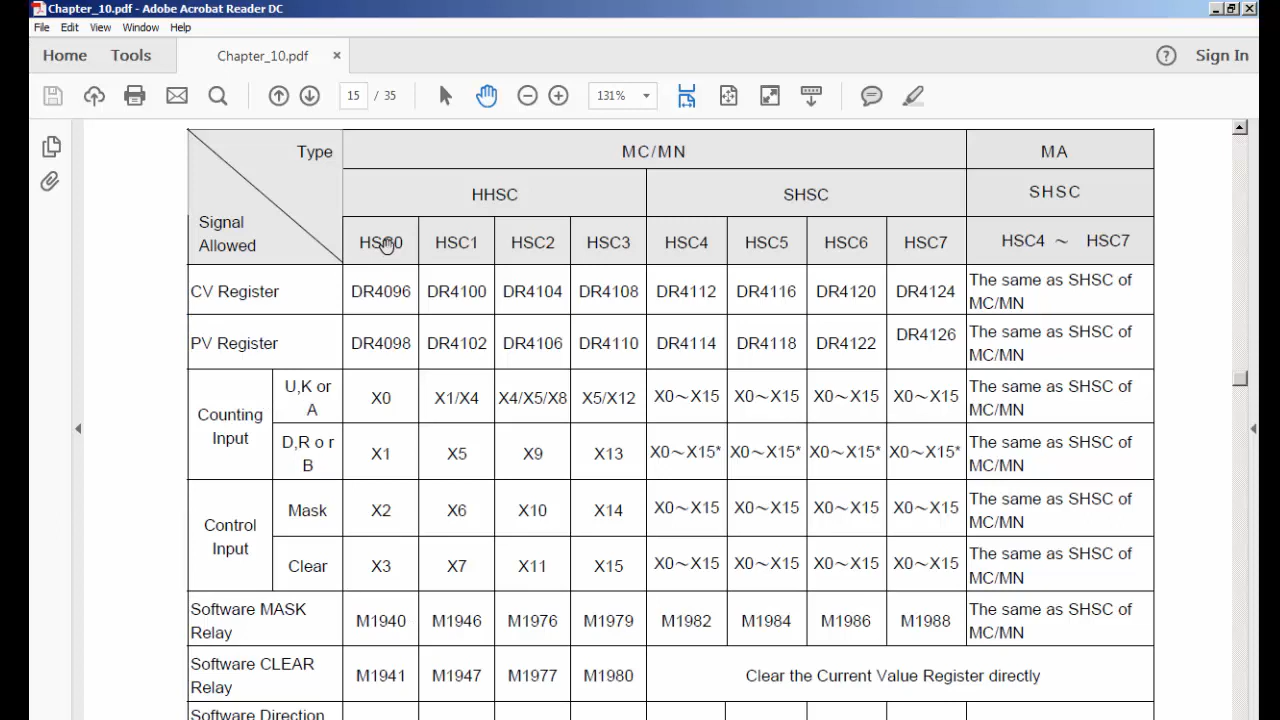 Chapter_10.pdf - Adobe Acrobat Reader DC
File Edit View Window Help
Home Tools Chapter_10.pdf × ? Sign In
15 / 35 131%
Type MC/MN MA
HHSC SHSC SHSC
Signal
Allowed
HSC0 HSC1 HSC2 HSC3 HSC4 HSC5 HSC6 HSC7 HSC4 ~ HSC7
CV Register DR4096 DR4100 DR4104 DR4108 DR4112 DR4116 DR4120 DR4124 The same as SHSC of
MC/MN
PV Register DR4098 DR4102 DR4106 DR4110 DR4114 DR4118 DR4122 DR4126 The same as SHSC of
MC/MN
Counting
Input
U,K or
A
X0 X1/X4 X4/X5/X8 X5/X12 X0~X15 X0~X15 X0~X15 X0~X15 The same as SHSC of
MC/MN
D,R o r
B
X1 X5 X9 X13 X0~X15* X0~X15* X0~X15* X0~X15* The same as SHSC of
MC/MN
Control
Input
Mask X2 X6 X10 X14 X0~X15 X0~X15 X0~X15 X0~X15 The same as SHSC of
MC/MN
Clear X3 X7 X11 X15 X0~X15 X0~X15 X0~X15 X0~X15 The same as SHSC of
MC/MN
Software MASK
Relay
M1940 M1946 M1976 M1979 M1982 M1984 M1986 M1988 The same as SHSC of
MC/MN
Software CLEAR
Relay
M1941 M1947 M1977 M1980 Clear the Current Value Register directly
Software Direction